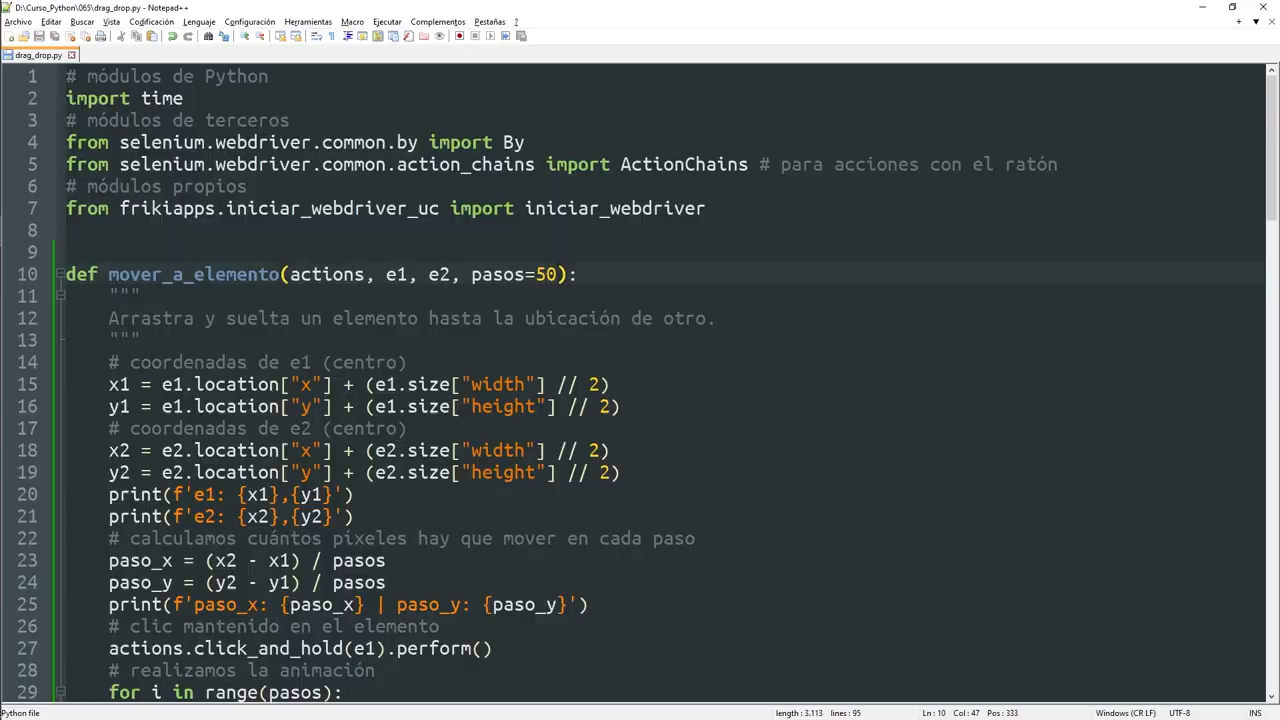 D:\Curso_Python\065\drag_drop.py - Notepad++
Archivo Editar Buscar Vista Codificación Lenguaje Configuración Herramientas Macro Ejecutar Complementos Pestañas ?
drag_drop.py
1 # módulos de Python
2 import time
3 # módulos de terceros
4 from selenium.webdriver.common.by import By
5 from selenium.webdriver.common.action_chains import ActionChains # para acciones con el ratón
6 # módulos propios
7 from frikiapps.iniciar_webdriver_uc import iniciar_webdriver
8
9
10 def mover_a_elemento(actions, e1, e2, pasos=50):
11 """
12 Arrastra y suelta un elemento hasta la ubicación de otro.
13 """
14 # coordenadas de e1 (centro)
15 x1 = e1.location["x"] + (e1.size["width"] // 2)
16 y1 = e1.location["y"] + (e1.size["height"] // 2)
17 # coordenadas de e2 (centro)
18 x2 = e2.location["x"] + (e2.size["width"] // 2)
19 y2 = e2.location["y"] + (e2.size["height"] // 2)
20 print(f'e1: {x1},{y1}')
21 print(f'e2: {x2},{y2}')
22 # calculamos cuántos píxeles hay que mover en cada paso
23 paso_x = (x2 - x1) / pasos
24 paso_y = (y2 - y1) / pasos
25 print(f'paso_x: {paso_x} | paso_y: {paso_y}')
26 # clic mantenido en el elemento
27 actions.click_and_hold(e1).perform()
28 # realizamos la animación
29 for i in range(pasos):
Python file length : 3.113 lines : 95 Ln : 10 Col : 47 Pos : 333 Windows (CR LF) UTF-8 INS